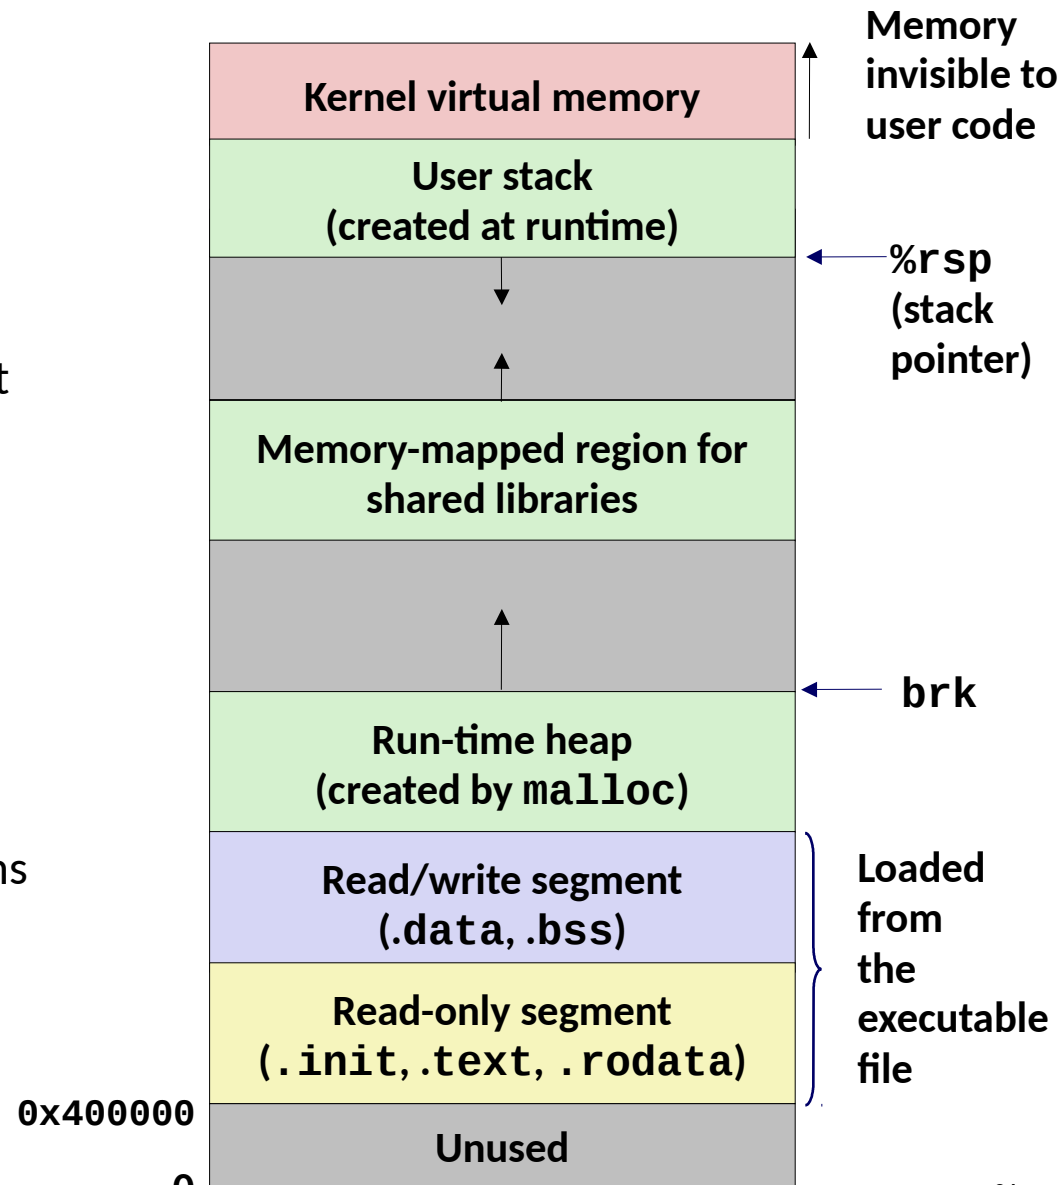 Memory
invisible to
user code
Kernel virtual memory
User stack
(created at runtime)
%rsp
(stack
pointer)
t
Memory-mapped region for
shared libraries
brk
Run-time heap
(created by malloc)
Read/write segment
(.data, .bss)
ns
Loaded
from
the
executable
file
Read-only segment
(.init, .text, .rodata)
0x400000
Unused
0